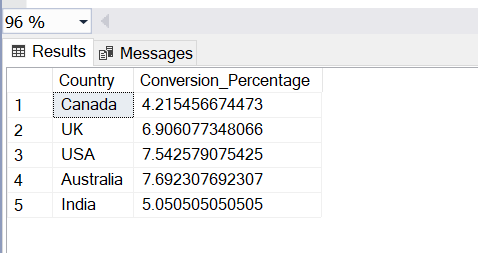 96 %
Results Messages
Country Conversion_Percentage
1 Canada 4.215456674473
2 UK 6.906077348066
3 USA 7.542579075425
4 Australia 7.692307692307
5 India 5.050505050505